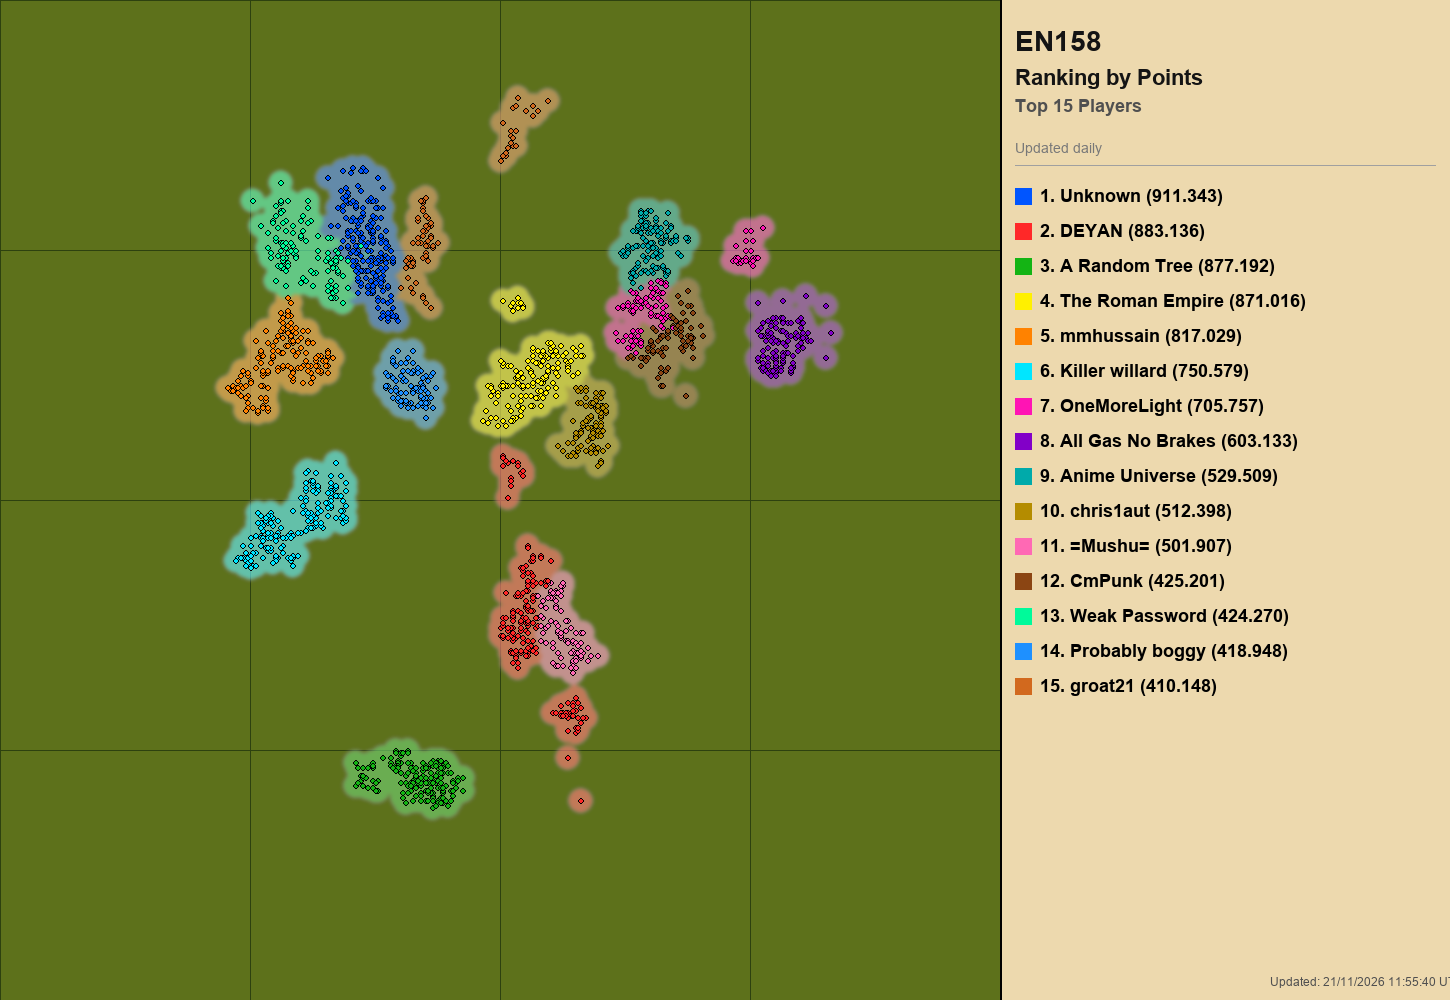 EN158
Ranking by Points
Top 15 Players
Updated daily
1. Unknown (911.343)
2. DEYAN (883.136)
3. A Random Tree (877.192)
4. The Roman Empire (871.016)
5. mmhussain (817.029)
6. Killer willard (750.579)
7. OneMoreLight (705.757)
8. All Gas No Brakes (603.133)
9. Anime Universe (529.509)
10. chris1aut (512.398)
11. =Mushu= (501.907)
12. CmPunk (425.201)
13. Weak Password (424.270)
14. Probably boggy (418.948)
15. groat21 (410.148)
Updated: 21/11/2026 11:55:40